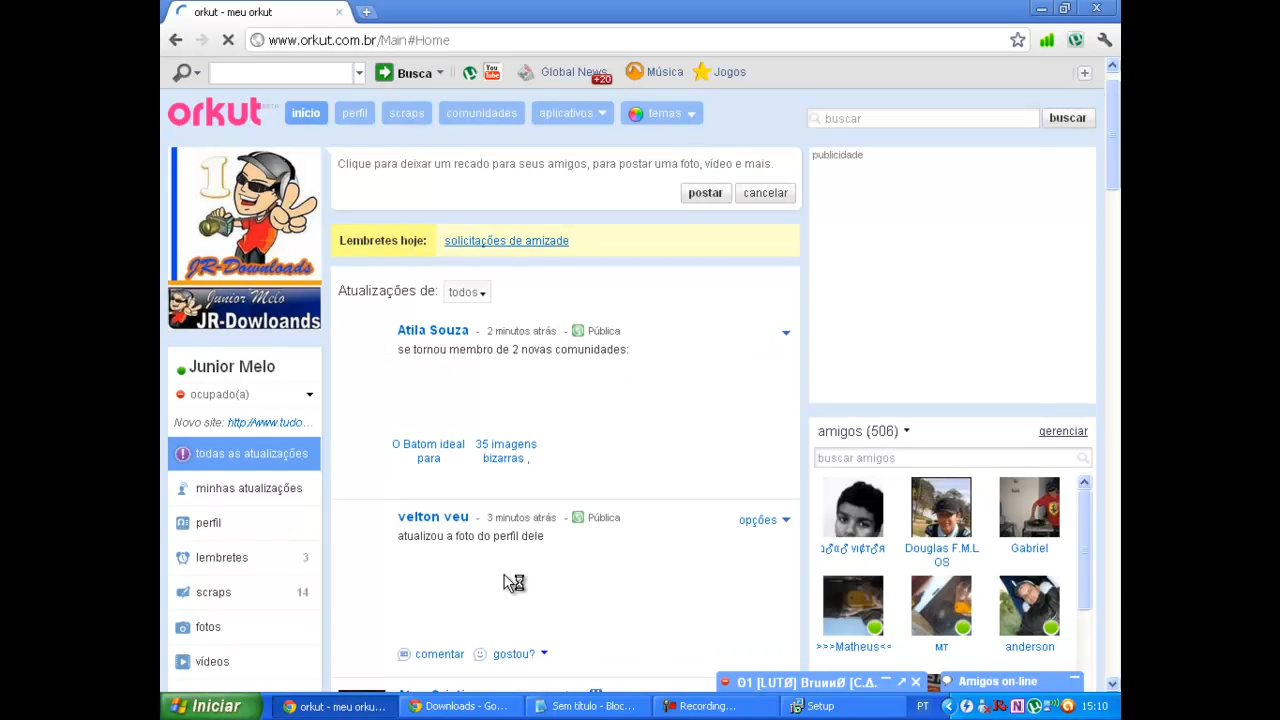 orkut - meu orkut
www.orkut.com.br/Main#Home
Busca
You Tube
Global News
+20
Música
Jogos
orkut BETA
início
perfil
scraps
comunidades
aplicativos
temas
buscar
buscar
1
JR-Downloads
Junior Melo
JR-Dowloands
Clique para deixar um recado para seus amigos, para postar uma foto, vídeo e mais.
postar
cancelar
Lembretes hoje:
solicitações de amizade
publicidade
Junior Melo
ocupado(a)
Novo site: http://www.tudo...
todas as atualizações
minhas atualizações
perfil
lembretes 3
scraps 14
fotos
vídeos
Atualizações de: todos
Atila Souza - 2 minutos atrás - Pública
se tornou membro de 2 novas comunidades:
O Batom ideal para
35 imagens bizarras ,
velton veu - 3 minutos atrás - Pública
opções
atualizou a foto do perfil dele
comentar
gostou?
amigos (506)
gerenciar
buscar amigos
Douglas F.M.L
OS
Gabriel
>>>Matheus<<
мт
anderson
Amigos on-line
Iniciar
orkut - meu orku...
Downloads - Go...
Sem título - Bloc...
Recording...
Setup
PT
15:10